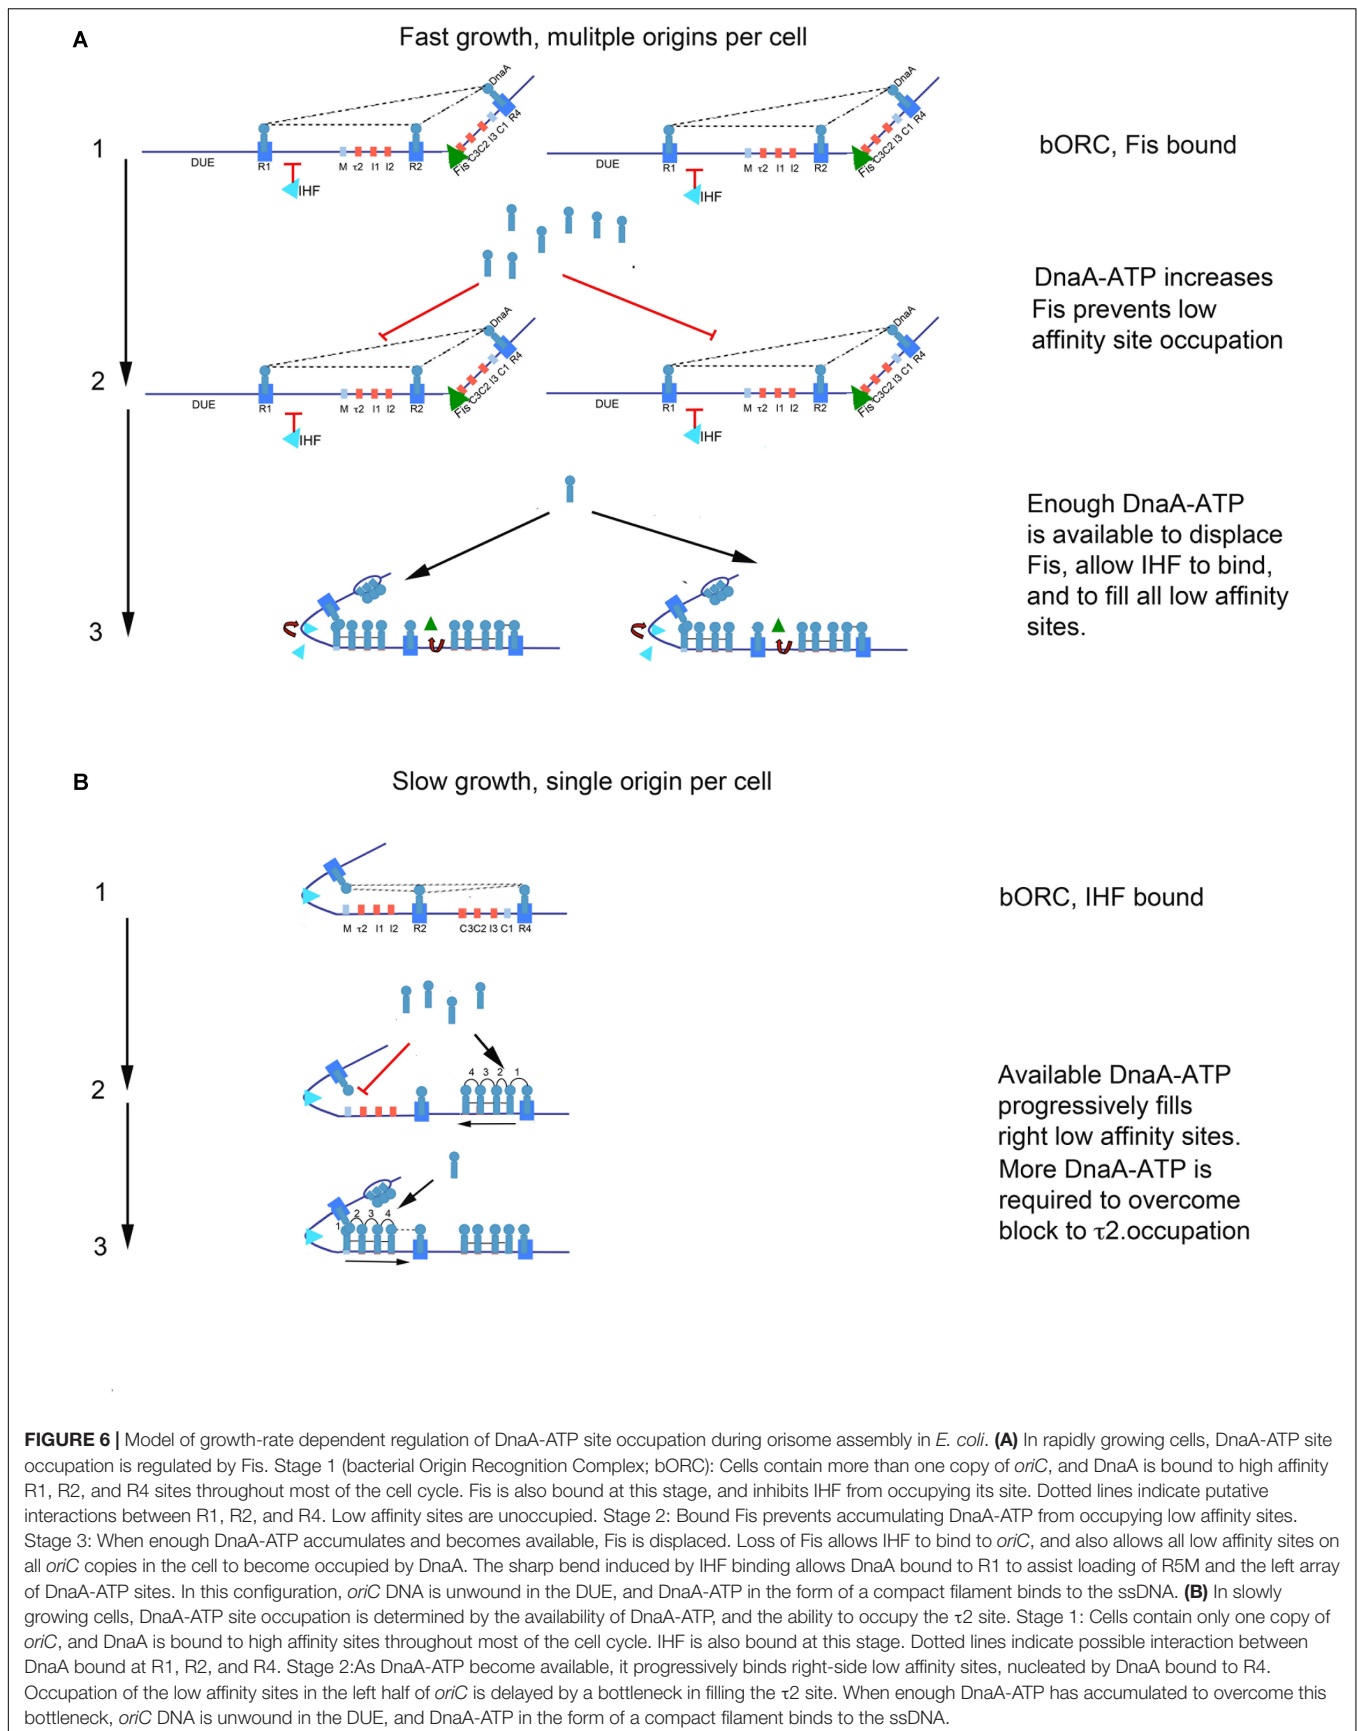 A
Fast growth, mulitple origins per cell
DnaA
DnaA
1
DUE
R1
M τ2 I1 I2
R2
Fis C3C2 I3 C1 R4
IHF
DUE
R1
M τ2 I1 I2
R2
Fis C3C2 I3 C1 R4
IHF
bORC, Fis bound
DnaA-ATP increases
Fis prevents low
affinity site occupation
DnaA
DnaA
2
DUE
R1
M τ2 I1 I2
R2
Fis C3C2 I3 C1 R4
IHF
DUE
R1
M τ2 I1 I2
R2
Fis C3C2 I3 C1 R4
IHF
Enough DnaA-ATP
is available to displace
Fis, allow IHF to bind,
and to fill all low affinity
sites.
3
B
Slow growth, single origin per cell
1
M τ2 I1 I2 R2 C3C2 I3 C1 R4
bORC, IHF bound
2
4 3 2 1
Available DnaA-ATP
progressively fills
right low affinity sites.
More DnaA-ATP is
required to overcome
block to τ2.occupation
3
1 2 3 4
FIGURE 6 | Model of growth-rate dependent regulation of DnaA-ATP site occupation during orisome assembly in E. coli. (A) In rapidly growing cells, DnaA-ATP site
occupation is regulated by Fis. Stage 1 (bacterial Origin Recognition Complex; bORC): Cells contain more than one copy of oriC, and DnaA is bound to high affinity
R1, R2, and R4 sites throughout most of the cell cycle. Fis is also bound at this stage, and inhibits IHF from occupying its site. Dotted lines indicate putative
interactions between R1, R2, and R4. Low affinity sites are unoccupied. Stage 2: Bound Fis prevents accumulating DnaA-ATP from occupying low affinity sites.
Stage 3: When enough DnaA-ATP accumulates and becomes available, Fis is displaced. Loss of Fis allows IHF to bind to oriC, and also allows all low affinity sites on
all oriC copies in the cell to become occupied by DnaA. The sharp bend induced by IHF binding allows DnaA bound to R1 to assist loading of R5M and the left array
of DnaA-ATP sites. In this configuration, oriC DNA is unwound in the DUE, and DnaA-ATP in the form of a compact filament binds to the ssDNA. (B) In slowly
growing cells, DnaA-ATP site occupation is determined by the availability of DnaA-ATP, and the ability to occupy the τ2 site. Stage 1: Cells contain only one copy of
oriC, and DnaA is bound to high affinity sites throughout most of the cell cycle. IHF is also bound at this stage. Dotted lines indicate possible interaction between
DnaA bound at R1, R2, and R4. Stage 2:As DnaA-ATP become available, it progressively binds right-side low affinity sites, nucleated by DnaA bound to R4.
Occupation of the low affinity sites in the left half of oriC is delayed by a bottleneck in filling the τ2 site. When enough DnaA-ATP has accumulated to overcome this
bottleneck, oriC DNA is unwound in the DUE, and DnaA-ATP in the form of a compact filament binds to the ssDNA.